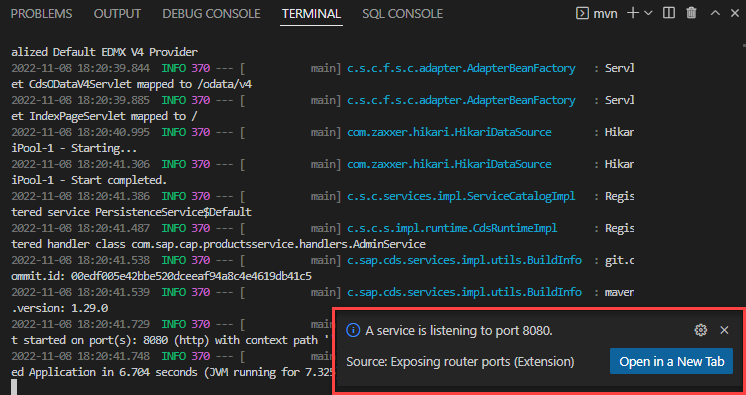 PROBLEMS OUTPUT DEBUG CONSOLE TERMINAL SQL CONSOLE mvn
alized Default EDMX V4 Provider
2022-11-08 18:20:39.844 INFO 370 --- [ main] c.s.c.f.s.c.adapter.AdapterBeanFactory : Servl
et CdsODataV4Servlet mapped to /odata/v4
2022-11-08 18:20:39.885 INFO 370 --- [ main] c.s.c.f.s.c.adapter.AdapterBeanFactory : Servl
et IndexPageServlet mapped to /
2022-11-08 18:20:40.995 INFO 370 --- [ main] com.zaxxer.hikari.HikariDataSource : Hikar
iPool-1 - Starting...
2022-11-08 18:20:41.306 INFO 370 --- [ main] com.zaxxer.hikari.HikariDataSource : Hikar
iPool-1 - Start completed.
2022-11-08 18:20:41.386 INFO 370 --- [ main] c.s.c.services.impl.ServiceCatalogImpl : Regis
tered service PersistenceService$Default
2022-11-08 18:20:41.487 INFO 370 --- [ main] c.s.c.s.impl.runtime.CdsRuntimeImpl : Regis
tered handler class com.sap.cap.productsservice.handlers.AdminService
2022-11-08 18:20:41.539 INFO 370 --- [ main] c.sap.cds.services.impl.utils.BuildInfo : git.c
ommit.id: 00edf005e42bbe520dceeaf94a8c4e4619db41c5
2022-11-08 18:20:41.539 INFO 370 --- [ main] c.sap.cds.services.impl.utils.BuildInfo : maven
.version: 1.29.0
2022-11-08 18:20:41.729 INFO 370 --- [
t started on port(s): 8080 (http) with context path '
2022-11-08 18:20:41.748 INFO 370 --- [
ed Application in 6.704 seconds (JVM running for 7.325
A service is listening to port 8080.
Source: Exposing router ports (Extension) Open in a New Tab